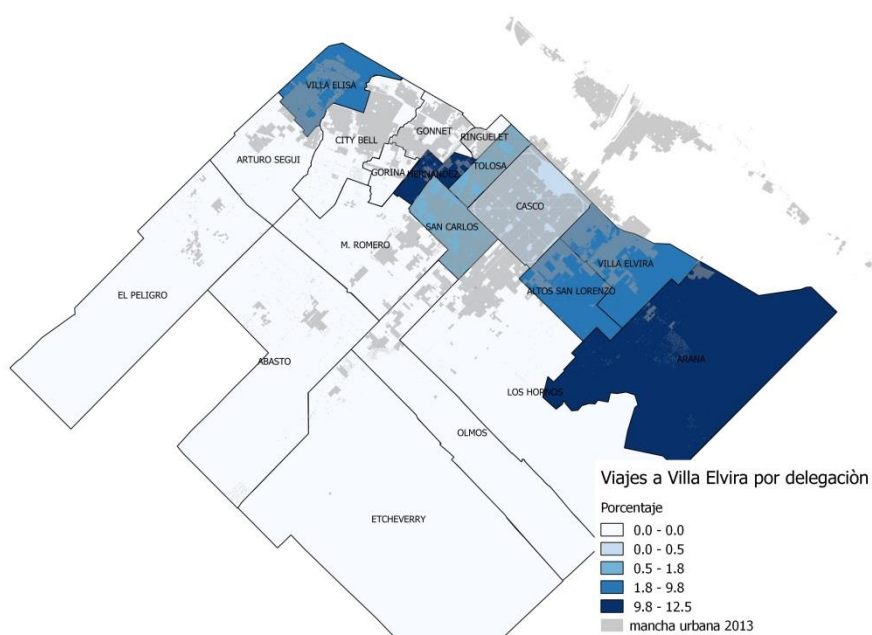 VILLA ELISA
CITY BELL
GONNET
RINGUELET
ARTURO SEGUI
GORINA
HERNANDEZ
TOLOSA
CASCO
SAN CARLOS
M. ROMERO
VILLA ELVIRA
EL PELIGRO
ALTOS SAN LORENZO
ABASTO
ARANA
LOS HORNOS
OLMOS
ETCHEVERRY
Viajes a Villa Elvira por delegaciòn
Porcentaje
0.0 - 0.0
0.0 - 0.5
0.5 - 1.8
1.8 - 9.8
9.8 - 12.5
mancha urbana 2013